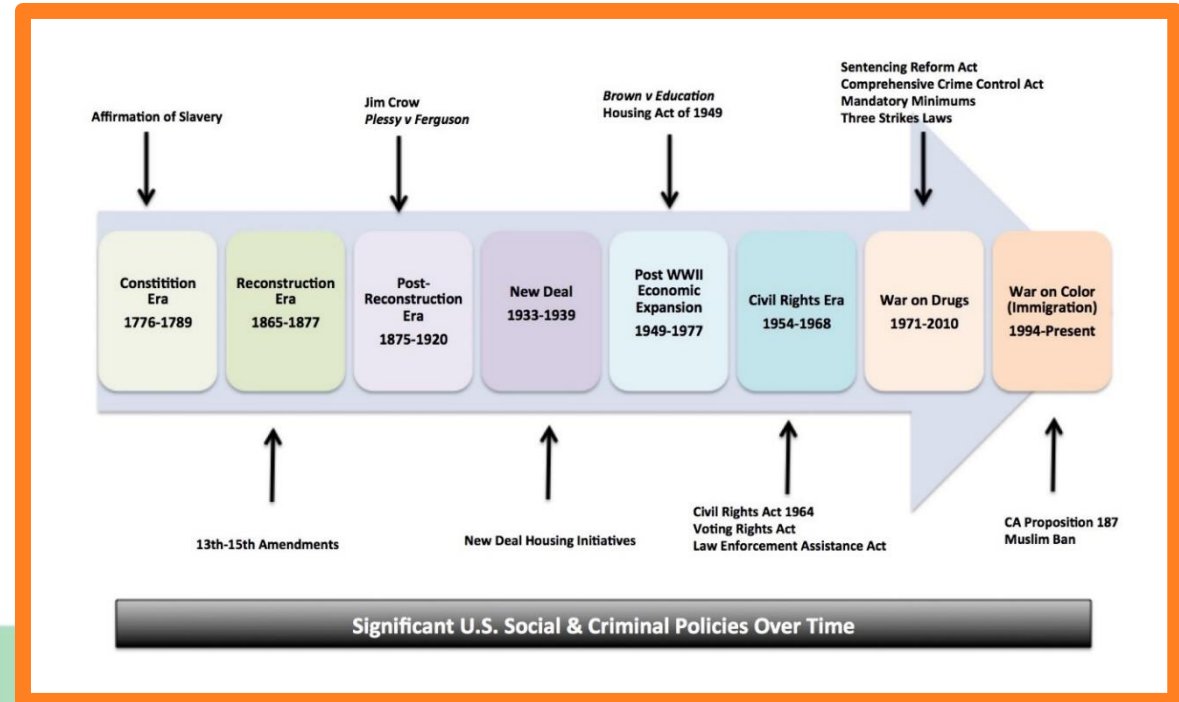 Affirmation of Slavery
Jim Crow
Plessy v Ferguson
Brown v Education
Housing Act of 1949
Sentencing Reform Act
Comprehensive Crime Control Act
Mandatory Minimums
Three Strikes Laws
Constitition
Era
1776-1789
Reconstruction
Era
1865-1877
Post-
Reconstruction
Era
1875-1920
New Deal
1933-1939
Post WWII
Economic
Expansion
1949-1977
Civil Rights Era
1954-1968
War on Drugs
1971-2010
War on Color
(Immigration)
1994-Present
13th-15th Amendments
New Deal Housing Initiatives
Civil Rights Act 1964
Voting Rights Act
Law Enforcement Assistance Act
CA Proposition 187
Muslim Ban
Significant U.S. Social & Criminal Policies Over Time